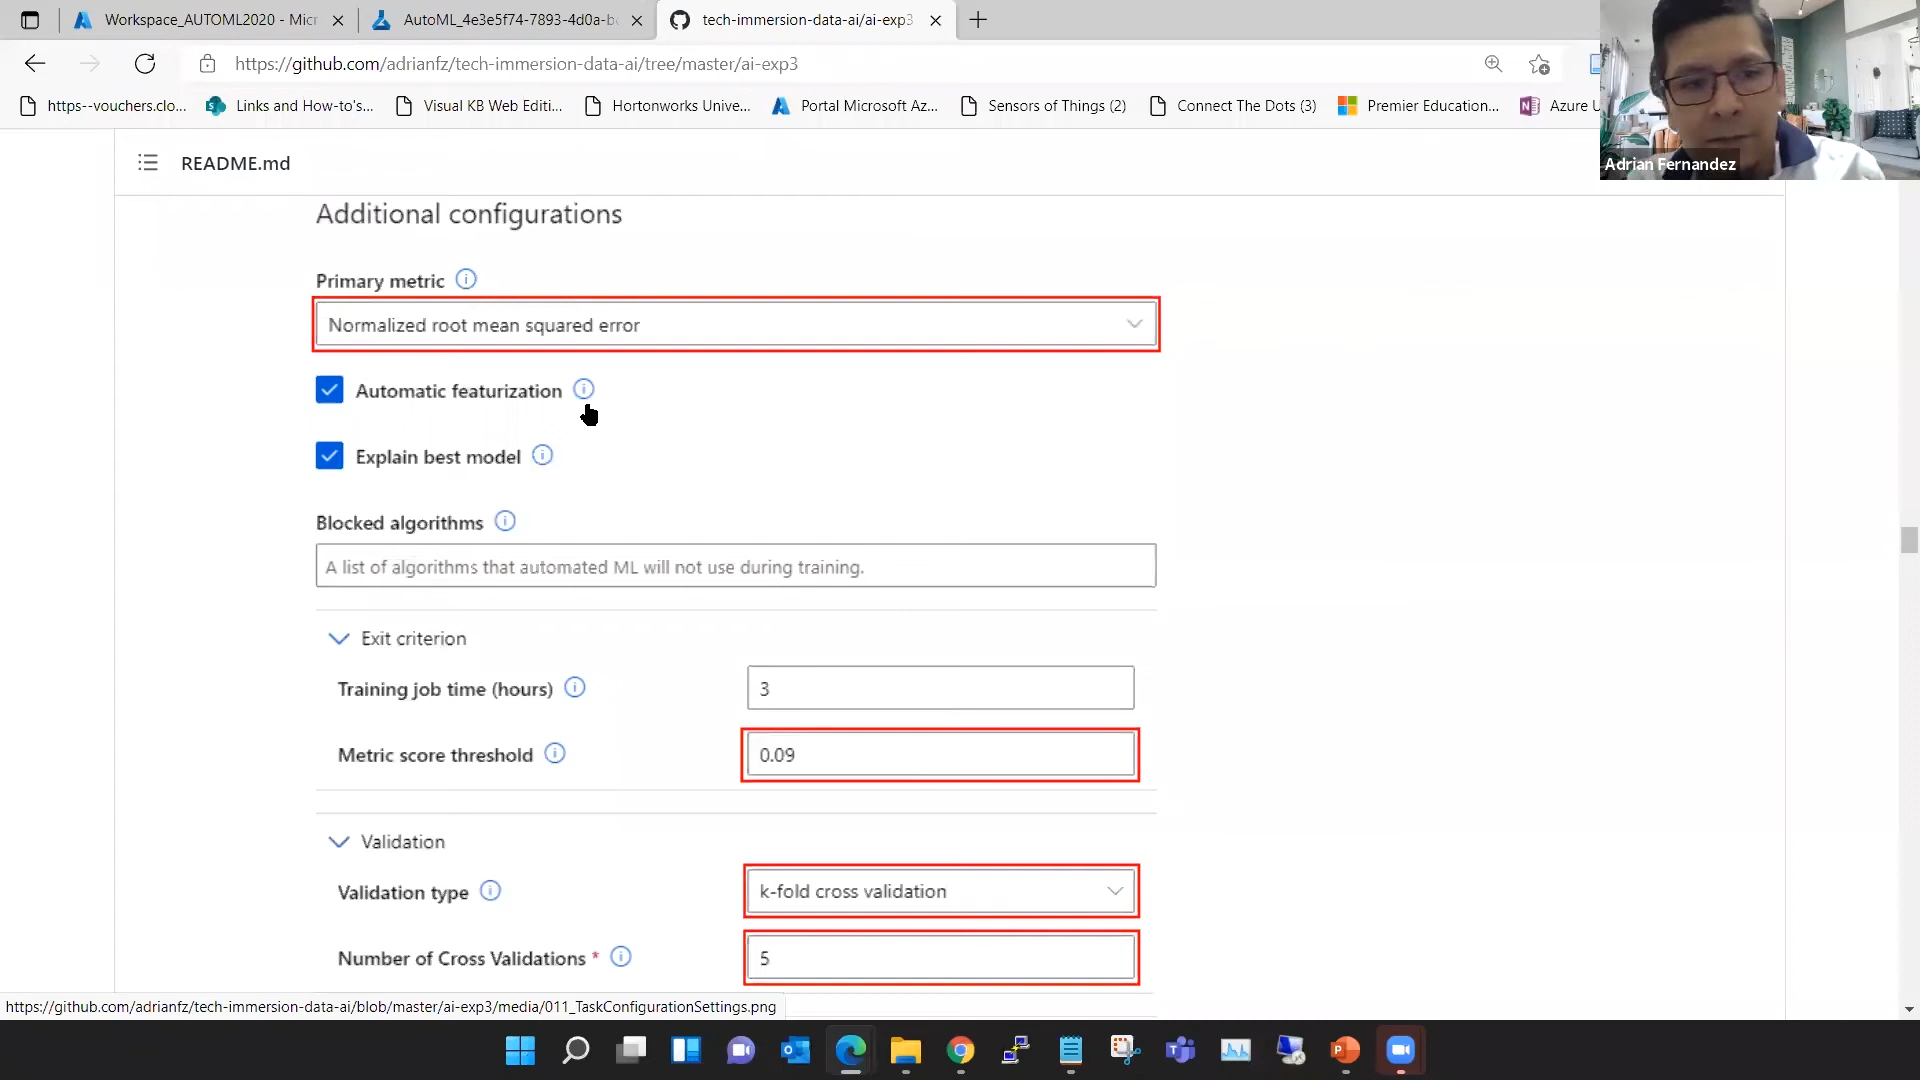 Workspace_AUTOML2020 - Micr
AutoML_4e3e5f74-7893-4d0a-b
tech-immersion-data-ai/ai-exp3
https://github.com/adrianfz/tech-immersion-data-ai/tree/master/ai-exp3
https--vouchers.clo...
Links and How-to's...
Visual KB Web Editi...
Hortonworks Unive...
Portal Microsoft Az...
Sensors of Things (2)
Connect The Dots (3)
Premier Education...
Azure U
Adrian Fernandez
README.md
Additional configurations
Primary metric
Normalized root mean squared error
Automatic featurization
Explain best model
Blocked algorithms
A list of algorithms that automated ML will not use during training.
Exit criterion
Training job time (hours)
3
Metric score threshold
0.09
Validation
Validation type
k-fold cross validation
Number of Cross Validations *
5
https://github.com/adrianfz/tech-immersion-data-ai/blob/master/ai-exp3/media/011_TaskConfigurationSettings.png